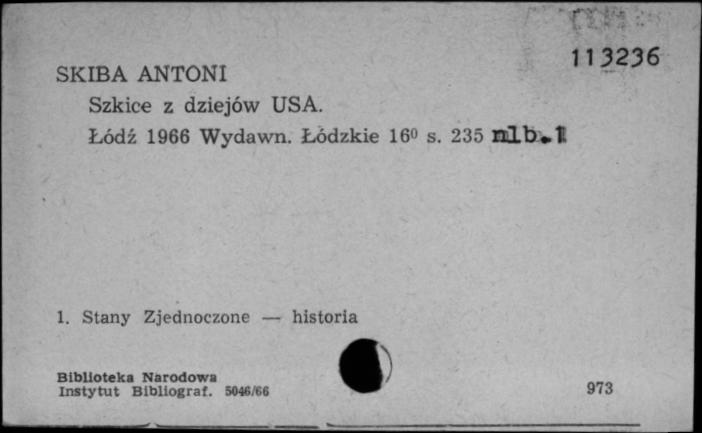 113236
SKIBA ANTONI
Szkice z dziejów USA.
Łódź 1966 Wydawn. Łódzkie 16⁰ s. 235 nlb.1
1. Stany Zjednoczone — historia
Biblioteka Narodowa
Instytut Bibliograf. 5046/66
973